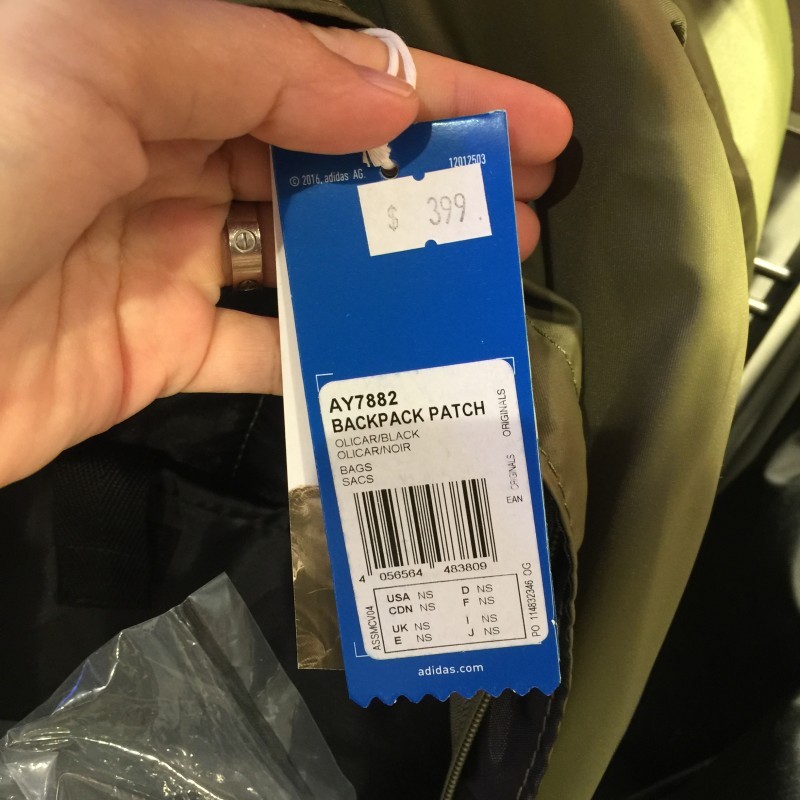 12012503
© 2016, adidas AG.
$ 399.
AY7882
BACKPACK PATCH
OLICAR/BLACK
OLICAR/NOIR
BAGS
SACS
ORIGINALS
ORIGINALS
EAN
4 056564 483809
USA NS D NS
CDN NS F NS
UK NS I NS
E NS J NS
ASSMCV04
PO 114832346 OG
adidas.com